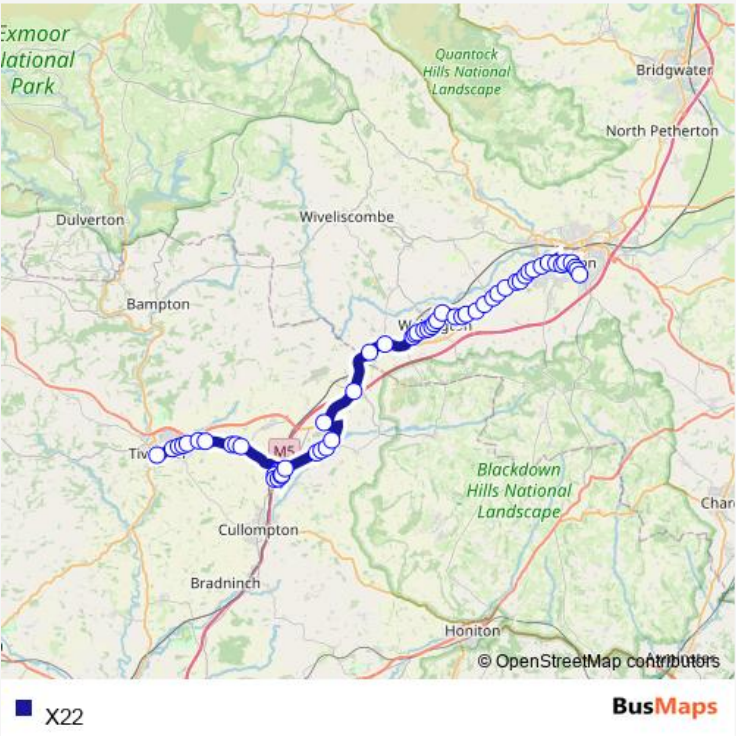 Exmoor
National
Park
Quantock
Hills National
Landscape
Bridgwater
North Petherton
Dulverton
Wiveliscombe
Bampton
M5
Blackdown
Hills National
Landscape
Cullompton
Bradninch
Honiton
© OpenStreetMap contributors
X22
BusMaps